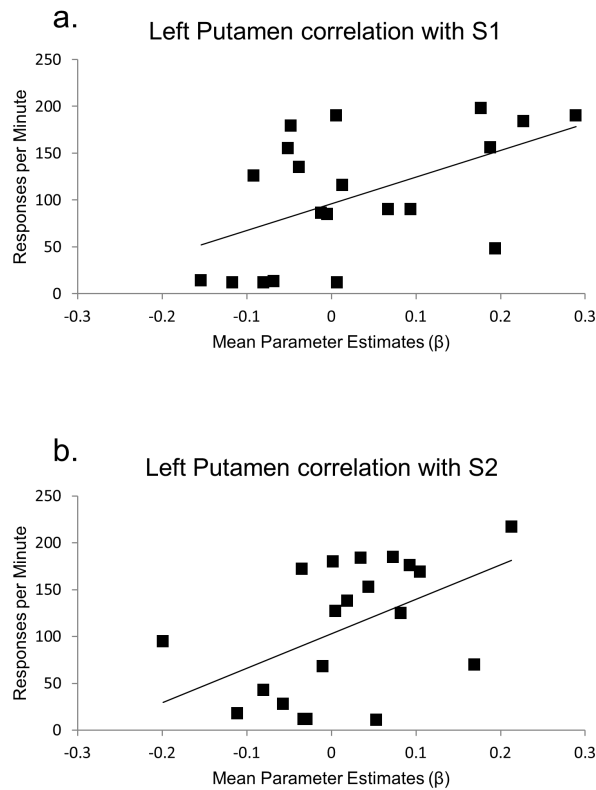 a.
Left Putamen correlation with S1
250
200
150
100
50
0
Responses per Minute
-0.3 -0.2 -0.1 0 0.1 0.2 0.3
Mean Parameter Estimates (β)
b.
Left Putamen correlation with S2
250
200
150
100
50
0
Responses per Minute
-0.3 -0.2 -0.1 0 0.1 0.2 0.3
Mean Parameter Estimates (β)